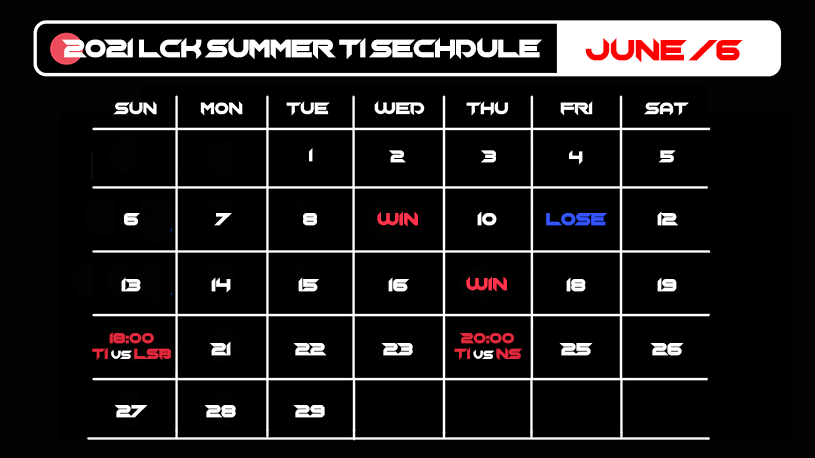 2021 LCK SUMMER T1 SECHDULE JUNE /6
SUN MON TUE WED THU FRI SAT
1 2 3 4 5
6 7 8 WIN 10 LOSE 12
13 14 15 16 WIN 18 19
18:00 20:00
T1 VS LSB 21 22 23 T1 VS NS 25 26
27 28 29